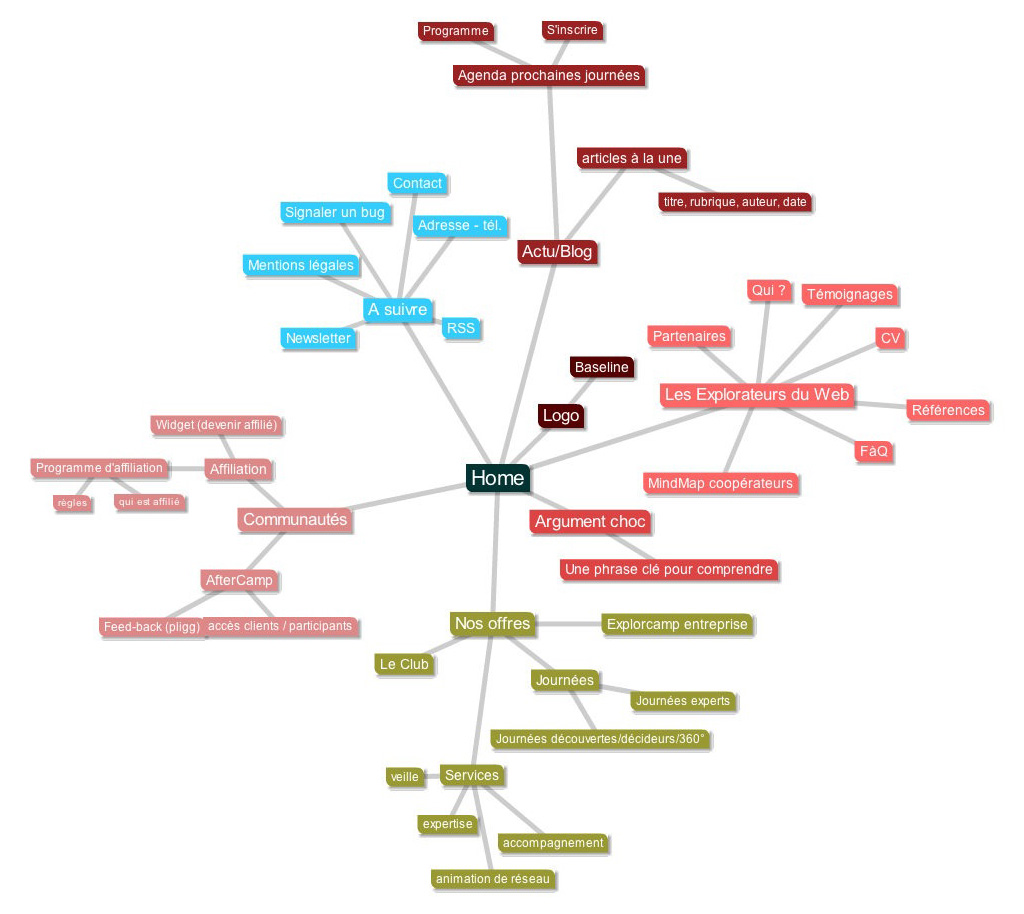 Programme
S'inscrire
Agenda prochaines journées
articles à la une
titre, rubrique, auteur, date
Actu/Blog
Contact
Signaler un bug
Adresse - tél.
Mentions légales
A suivre
RSS
Newsletter
Qui ?
Témoignages
Partenaires
CV
Les Explorateurs du Web
Références
FàQ
MindMap coopérateurs
Baseline
Logo
Home
Argument choc
Une phrase clé pour comprendre
Widget (devenir affilié)
Programme d'affiliation
Affiliation
règles
qui est affilié
Communautés
AfterCamp
Feed-back (pligg)
accès clients / participants
Nos offres
Explorcamp entreprise
Le Club
Journées
Journées experts
Journées découvertes/décideurs/360°
Services
veille
expertise
accompagnement
animation de réseau